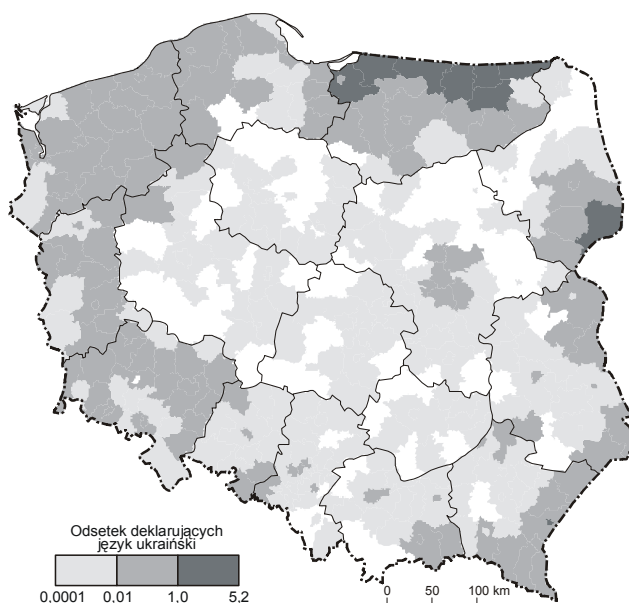 Odsetek deklarujących
język ukraiński
0,0001 0,01 1,0 5,2
0 50 100 km